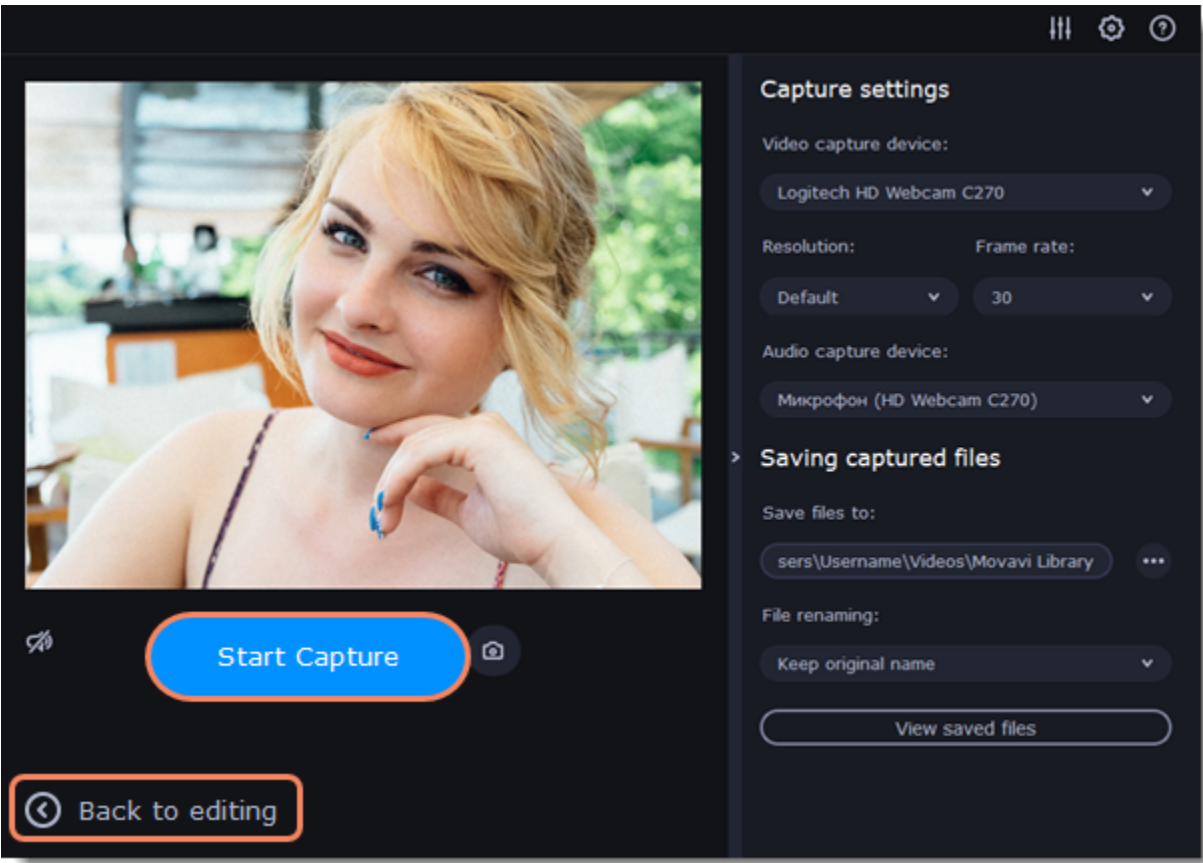 Capture settings
Video capture device:
Logitech HD Webcam C270
Resolution: Frame rate:
Default 30
Audio capture device:
Микрофон (HD Webcam C270)
Saving captured files
Save files to:
sers\Username\Videos\Movavi Library
File renaming:
Keep original name
View saved files
Start Capture
Back to editing